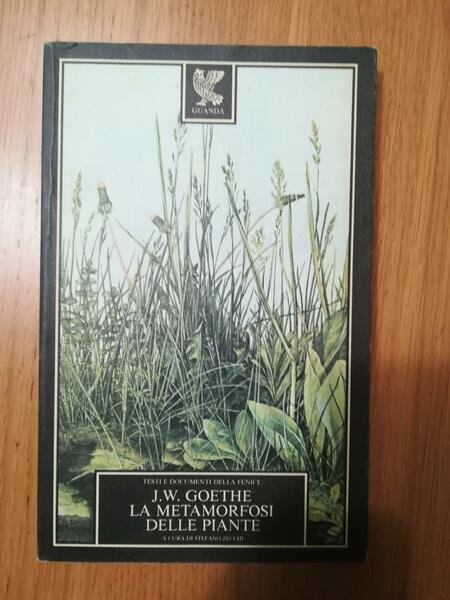 GUANDA
TESTI E DOCUMENTI DELLA FENICE
J.W. GOETHE
LA METAMORFOSI
DELLE PIANTE
A CURA DI STEFANO ZECCHI